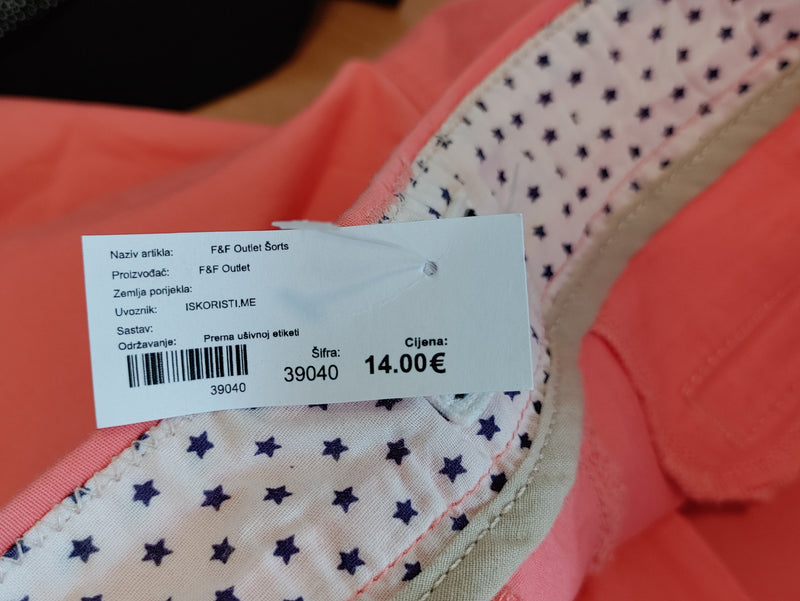 Naziv artikla: F&F Outlet Šorts
Proizvođač: F&F Outlet
Zemlja porijekla:
Uvoznik: ISKORISTI,ME
Sastav:
Održavanje: Prema ušivnoj etiketi
39040
Šifra:
39040
Cijena:
14.00€